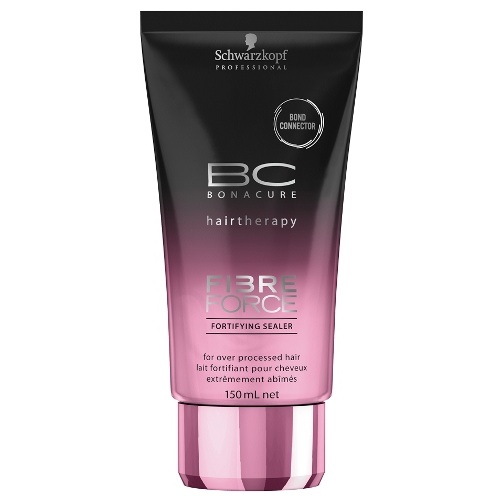 Schwarzkopf
PROFESSIONAL
BOND
CONNECTOR
BC
BONACURE
hairtherapy
FIBRE
FORCE
FORTIFYING SEALER
for over processed hair
lait fortifiant pour cheveux
extrêmement abîmés
150 mL net